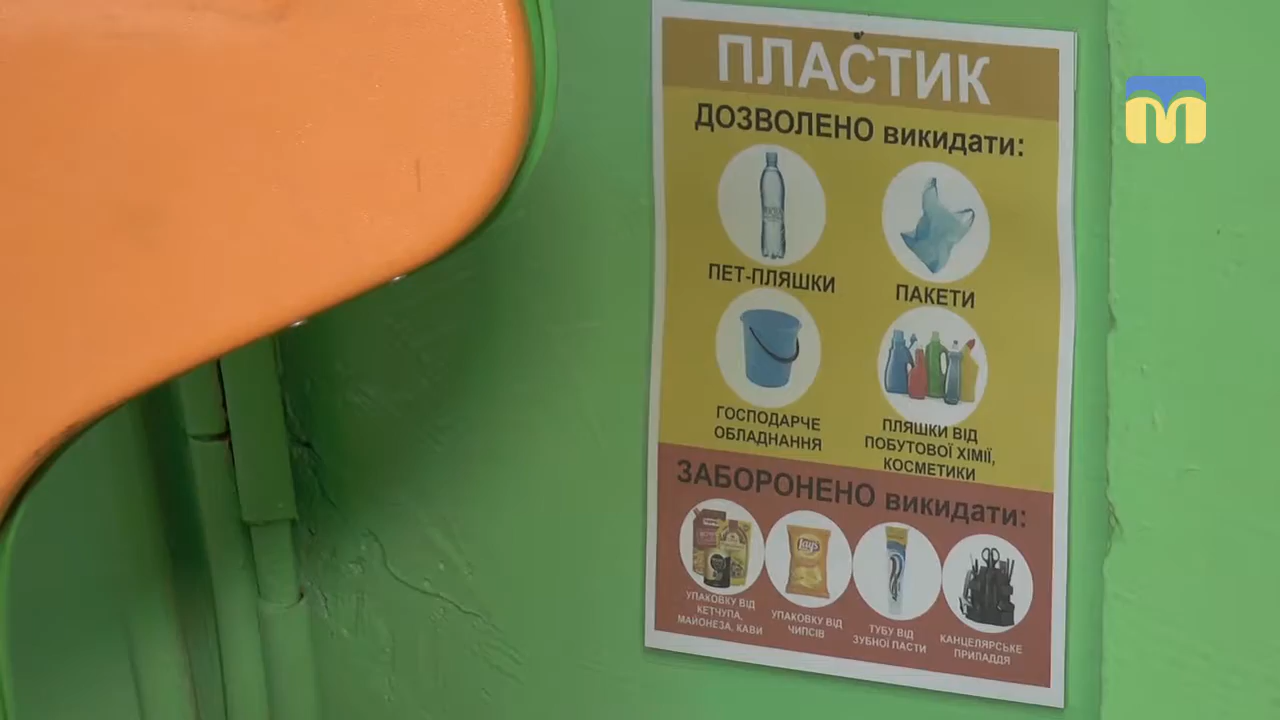 ПЛАСТИК
ДОЗВОЛЕНО викидати:
ПЕТ-ПЛЯШКИ
ПАКЕТИ
ГОСПОДАРЧЕ
ОБЛАДНАННЯ
ПЛЯШКИ ВІД
ПОБУТОВОЇ ХІМІЇ,
КОСМЕТИКИ
ЗАБОРОНЕНО викидати:
Lays
УПАКОВКУ ВІД
КЕТЧУПА,
МАЙОНЕЗА, КАВИ
УПАКОВКУ ВІД
ЧИПСІВ
ТУБУ ВІД
ЗУБНОЇ ПАСТИ
КАНЦЕЛЯРСЬКЕ
ПРИЛАДДЯ